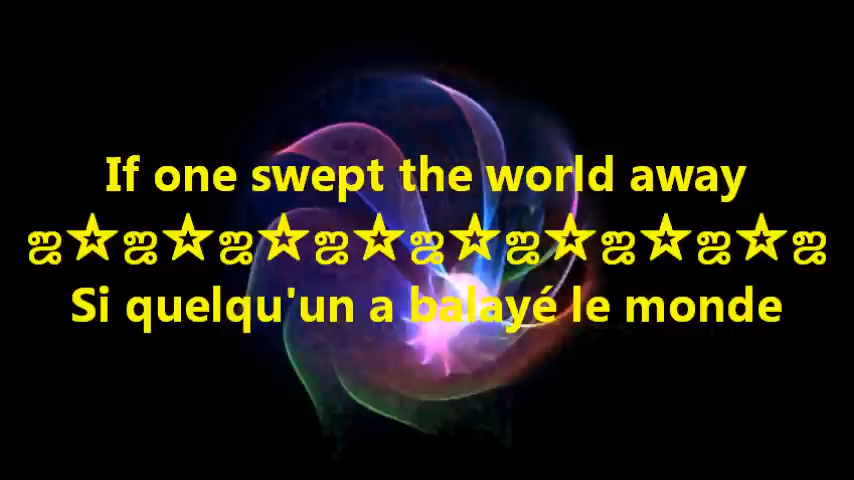 If one swept the world away
ஜ☆ஜ☆ஜ☆ஜ☆ஜ☆ஜ☆ஜ☆ஜ☆ஜ
Si quelqu'un a balayé le monde